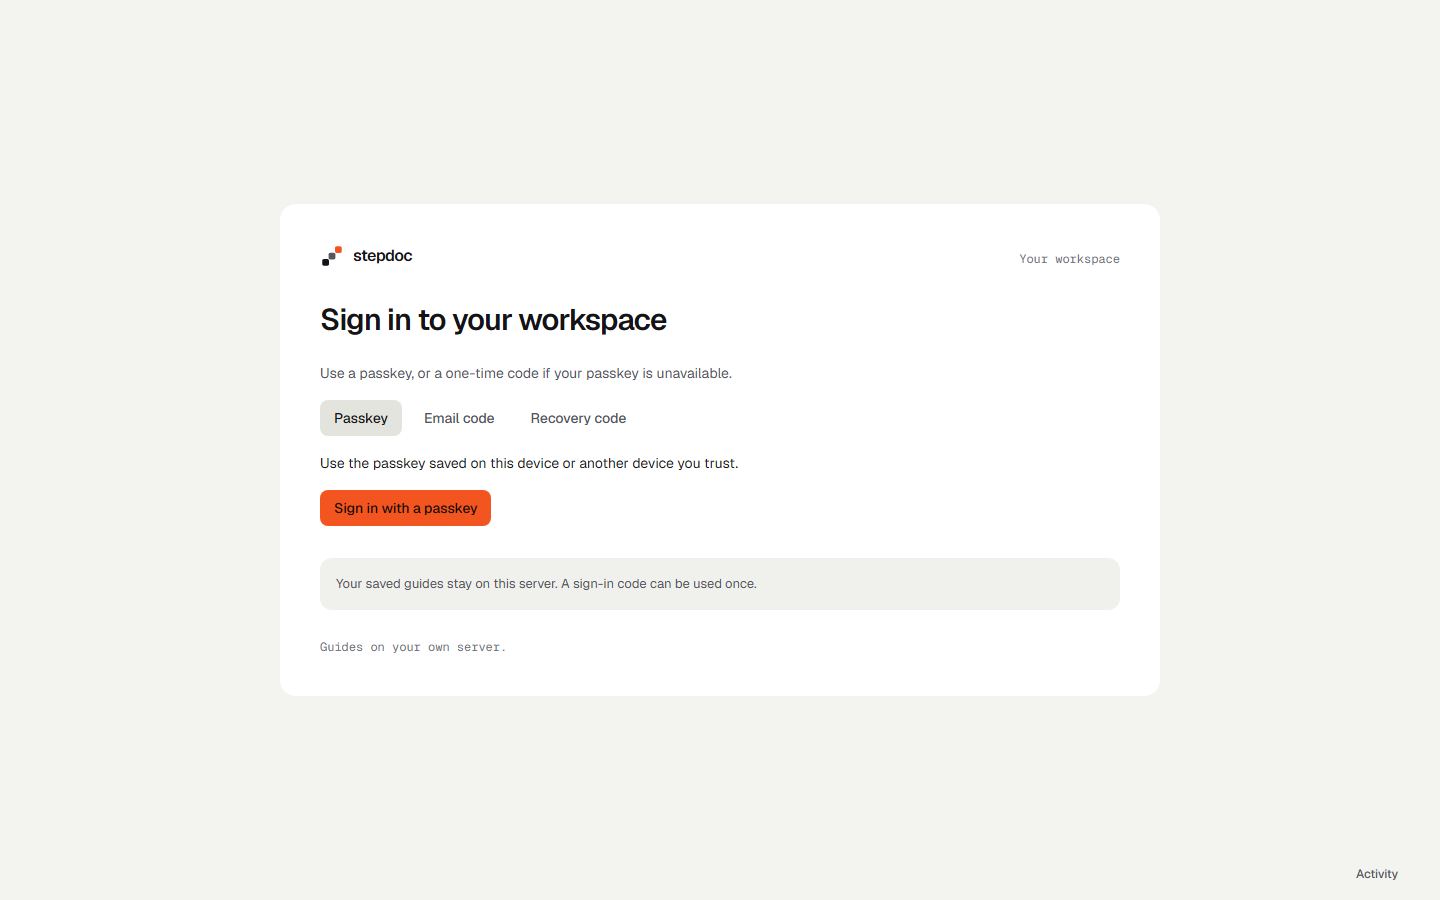 stepdoc
Your workspace
Sign in to your workspace
Use a passkey, or a one-time code if your passkey is unavailable.
Passkey
Email code
Recovery code
Use the passkey saved on this device or another device you trust.
Sign in with a passkey
Your saved guides stay on this server. A sign-in code can be used once.
Guides on your own server.
Activity